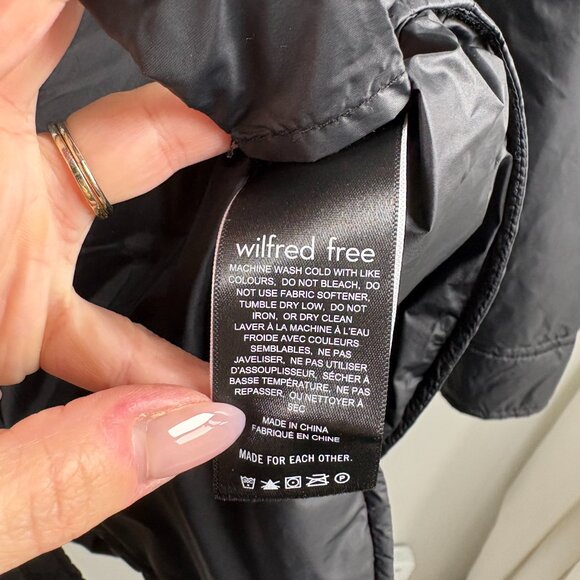 wilfred free
MACHINE WASH COLD WITH LIKE
COLOURS, DO NOT BLEACH, DO
NOT USE FABRIC SOFTENER,
TUMBLE DRY LOW, DO NOT
IRON, OR DRY CLEAN
LAVER À LA MACHINE À L'EAU
FROIDE AVEC COULEURS
SEMBLABLES, NE PAS
JAVELISER, NE PAS UTILISER
D'ASSOUPLISSEUR, SÉCHER À
BASSE TEMPÉRATURE, NE PAS
REPASSER, OU NETTOYER À
SEC
MADE IN CHINA
FABRIQUÉ EN CHINE
MADE FOR EACH OTHER.